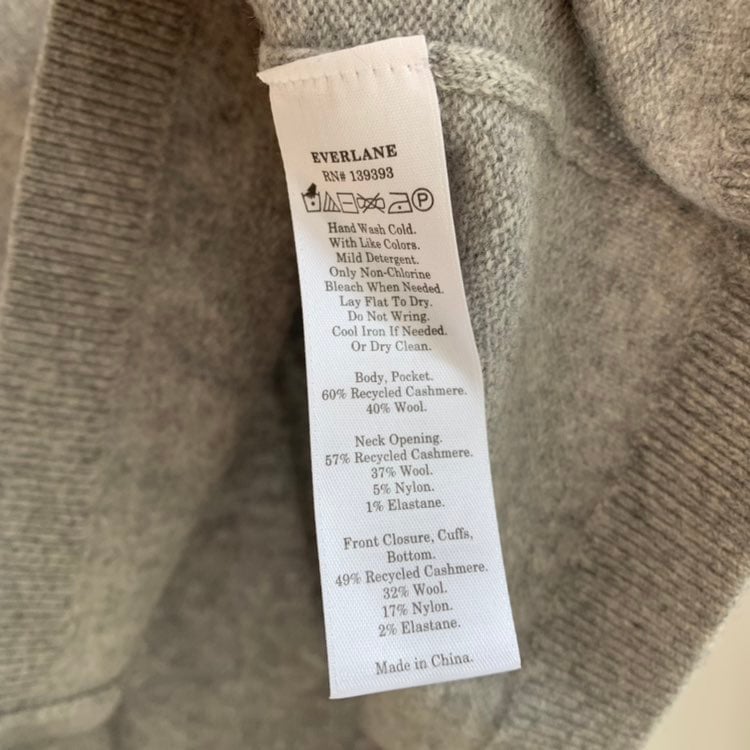 EVERLANE
RN# 139393
P
Hand Wash Cold.
With Like Colors.
Mild Detergent.
Only Non-Chlorine
Bleach When Needed.
Lay Flat To Dry.
Do Not Wring.
Cool Iron If Needed.
Or Dry Clean.
Body, Pocket.
60% Recycled Cashmere.
40% Wool.
Neck Opening.
57% Recycled Cashmere.
37% Wool.
5% Nylon.
1% Elastane.
Front Closure, Cuffs,
Bottom.
49% Recycled Cashmere.
32% Wool.
17% Nylon.
2% Elastane.
Made in China.